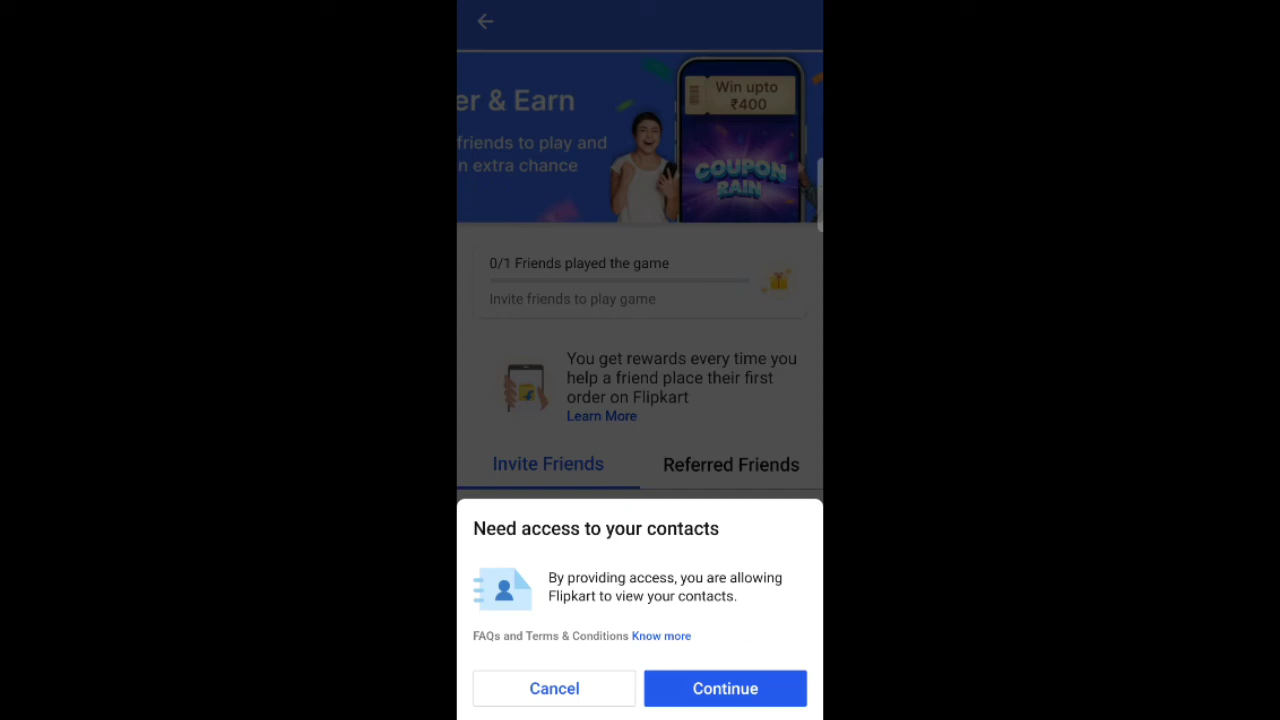 er & Earn
friends to play and
n extra chance
Win upto
₹400
COUPON
RAIN
0/1 Friends played the game
Invite friends to play game
You get rewards every time you
help a friend place their first
order on Flipkart
Learn More
Invite Friends
Referred Friends
Need access to your contacts
By providing access, you are allowing
Flipkart to view your contacts.
FAQs and Terms & Conditions Know more
Cancel
Continue